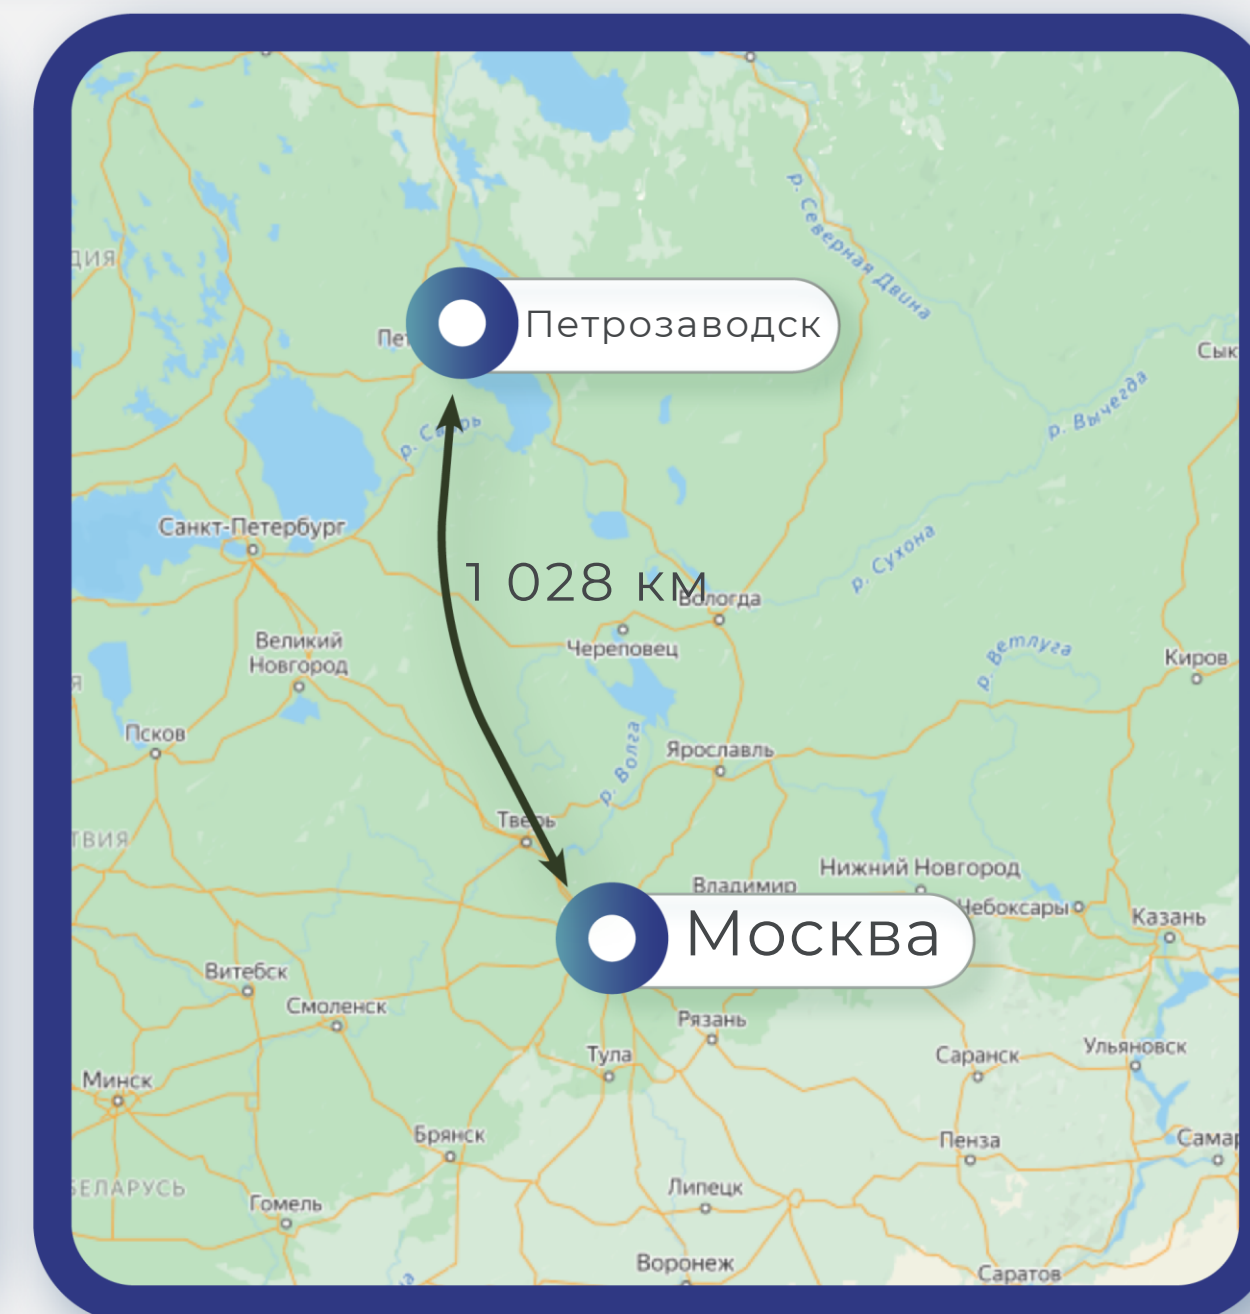 р. Северная Двина
ДИЯ
Петрозаводск
Сык
р. Вычегда
Санкт-Петербург
1 028 км
р. Сухона
Вологда
Великий
Новгород
Череповец
р. Ветлуга
Киров
Псков
р. Волга
Ярославль
Тверь
ТВИЯ
Нижний Новгород
Владимир
Москва
Чебоксары
Казань
Витебск
Смоленск
Рязань
Тула
Саранск
Ульяновск
Минск
Брянск
Пенза
Самар
БЕЛАРУСЬ
Гомель
Липецк
Воронеж
Саратов